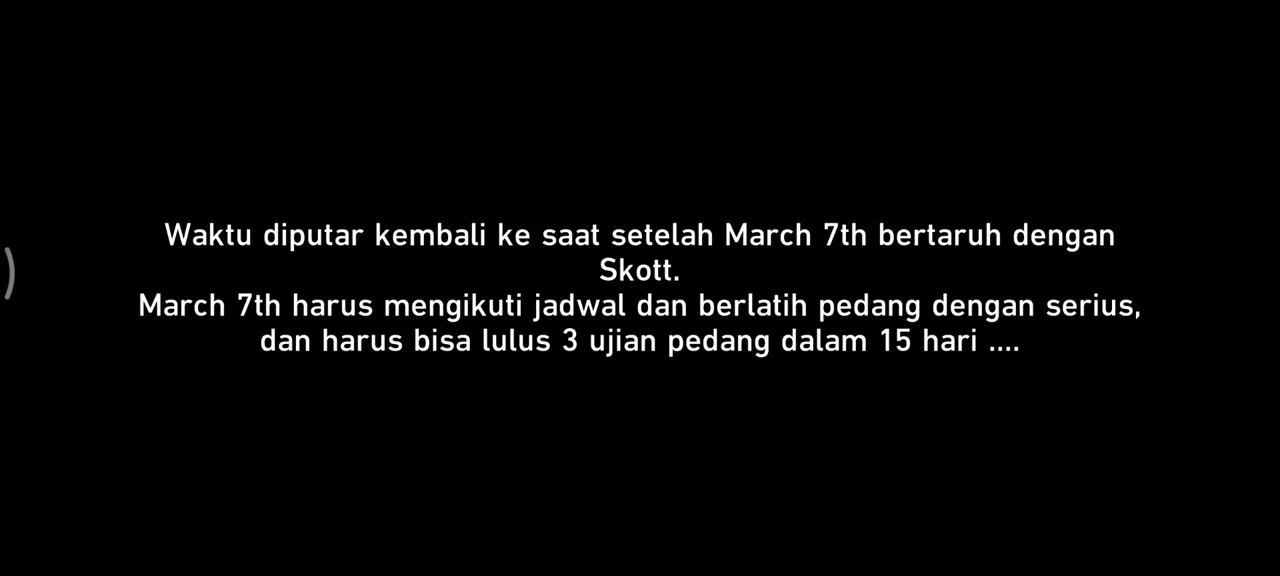 Waktu diputar kembali ke saat setelah March 7th bertaruh dengan
Skott.
March 7th harus mengikuti jadwal dan berlatih pedang dengan serius,
dan harus bisa lulus 3 ujian pedang dalam 15 hari ....